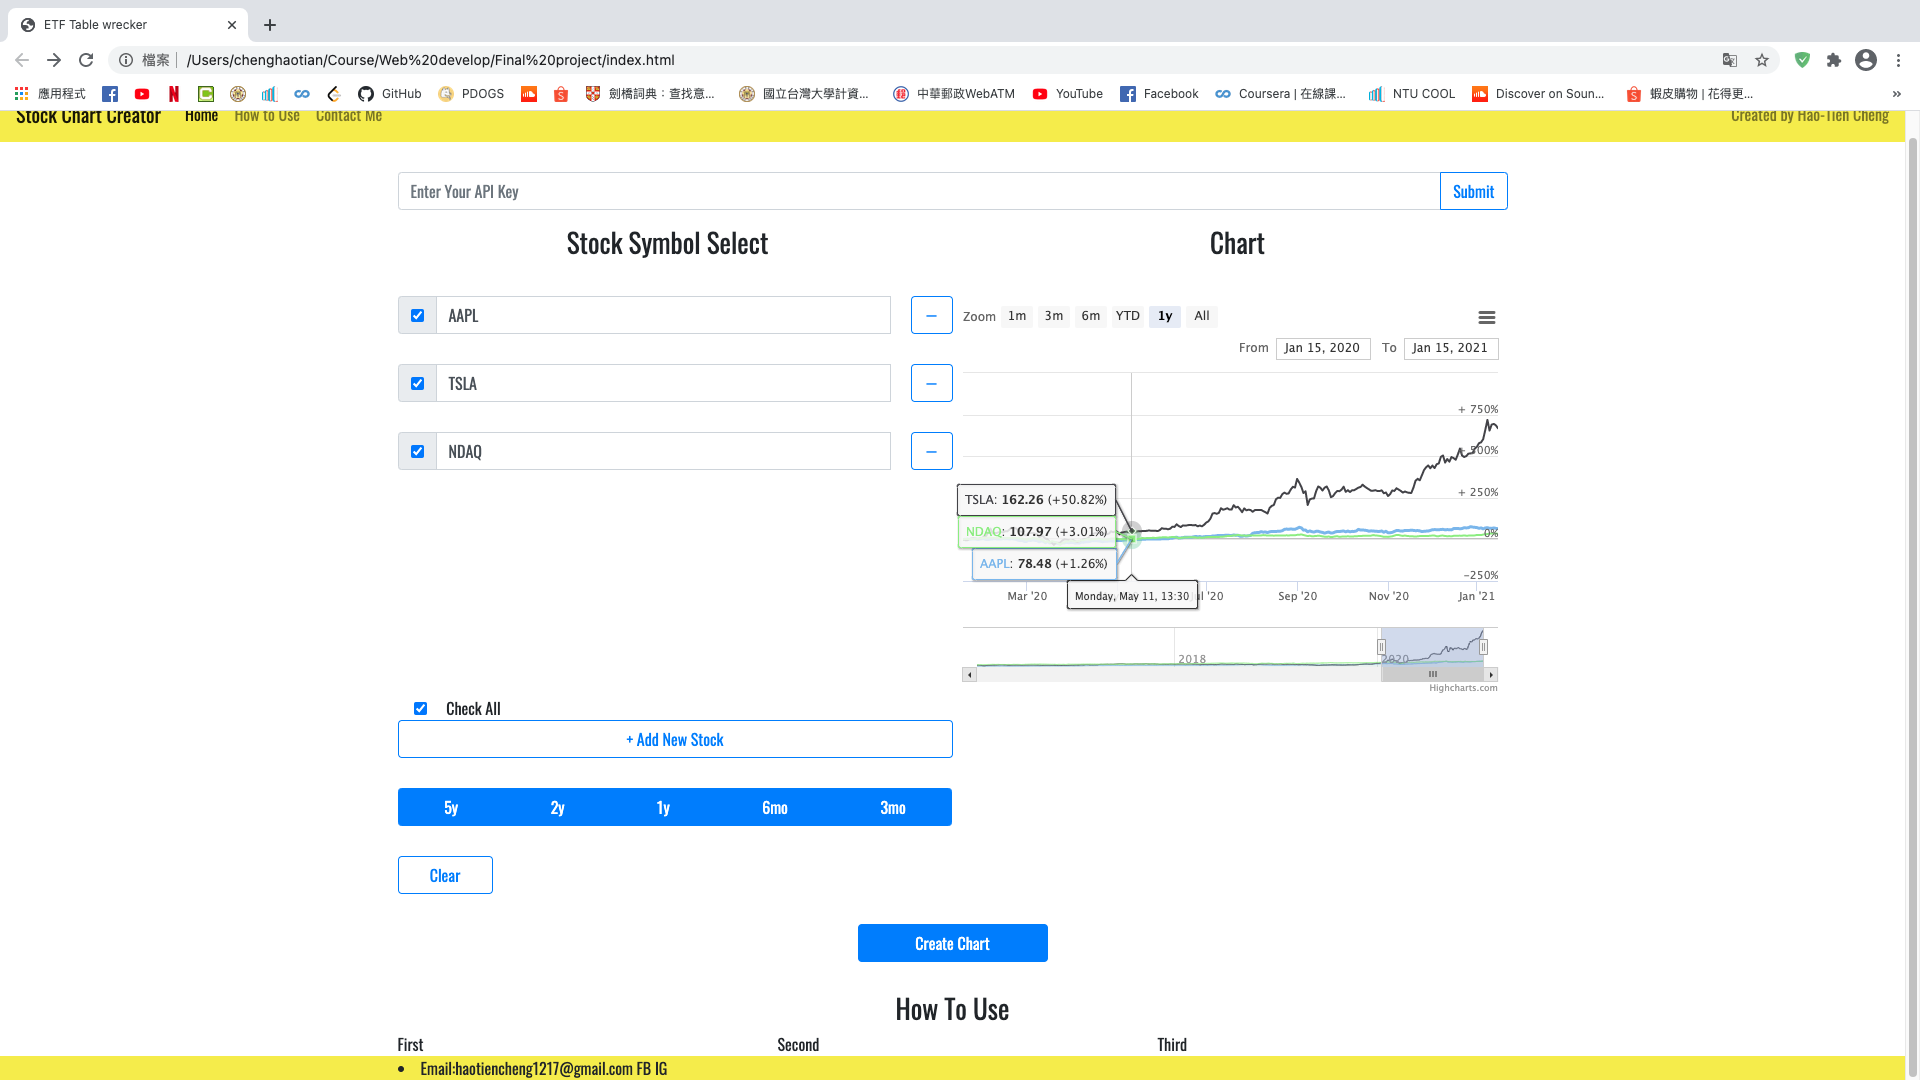 ETF Table wrecker
檔案 /Users/chenghaotian/Course/Web%20develop/Final%20project/index.html
應用程式 GitHub PDOGS 劍橋詞典：查找意... 國立台灣大學計資... 中華郵政WebATM YouTube Facebook Coursera | 在線課... NTU COOL Discover on Soun... 蝦皮購物 | 花得更... »
Stock Chart Creator Home How to Use Contact Me Created by Hao-Tien Cheng
Enter Your API Key Submit
Stock Symbol Select
Chart
AAPL
TSLA
NDAQ
Zoom 1m 3m 6m YTD 1y All
From Jan 15, 2020 To Jan 15, 2021
+ 750%
+ 500%
+ 250%
0%
-250%
TSLA: 162.26 (+50.82%)
NDAQ: 107.97 (+3.01%)
AAPL: 78.48 (+1.26%)
Monday, May 11, 13:30
Mar '20 Jul '20 Sep '20 Nov '20 Jan '21
2018 2020
Highcharts.com
Check All
+ Add New Stock
5y 2y 1y 6mo 3mo
Clear
Create Chart
How To Use
First Second Third
• Email:haotiencheng1217@gmail.com FB IG